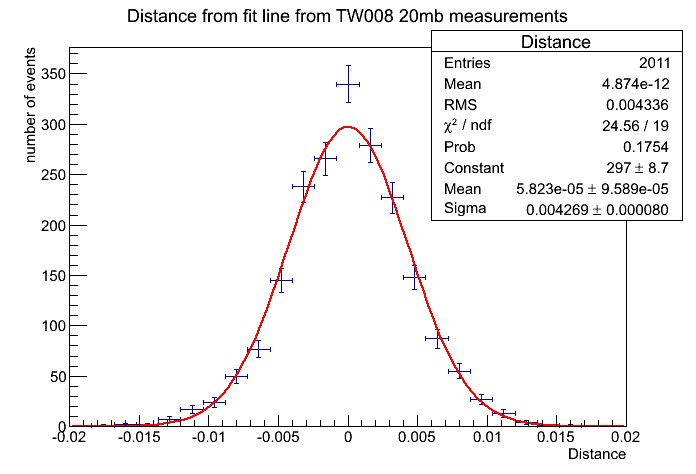 Distance from fit line from TW008 20mb measurements
Distance
Entries 2011
Mean 4.874e-12
RMS 0.004336
χ² / ndf 24.56 / 19
Prob 0.1754
Constant 297 ± 8.7
Mean 5.823e-05 ± 9.589e-05
Sigma 0.004269 ± 0.000080
number of events
350
300
250
200
150
100
50
0
-0.02 -0.015 -0.01 -0.005 0 0.005 0.01 0.015 0.02
Distance